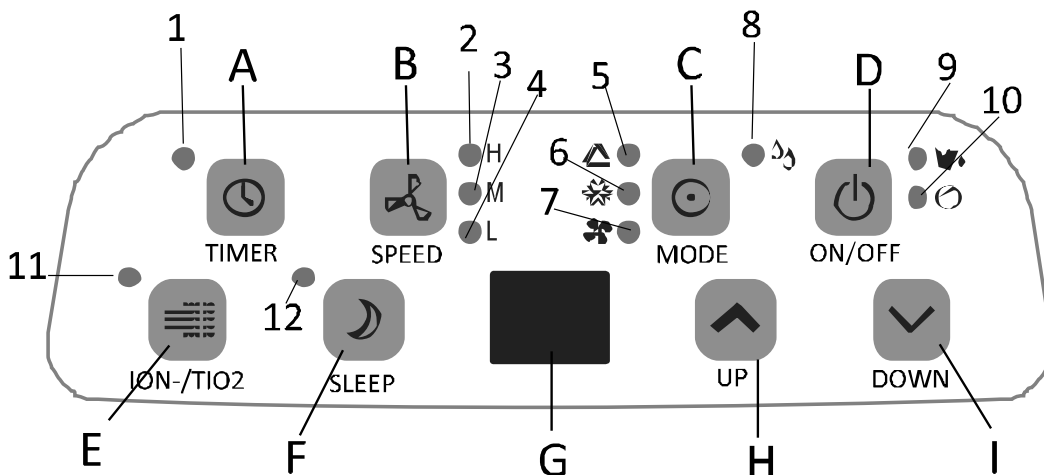 1 2 8
A B 3 C D 9
4 5 10
H
6
M
7
L
TIMER SPEED MODE ON/OFF
11
12
ION-/TIO2 SLEEP UP DOWN
E F G H I